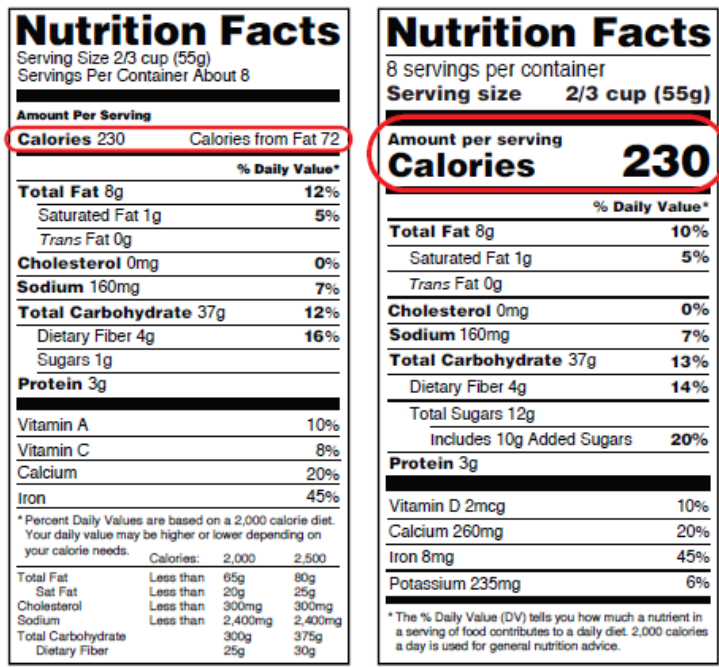 Nutrition Facts
Serving Size 2/3 cup (55g)
Servings Per Container About 8
Amount Per Serving
Calories 230 Calories from Fat 72
% Daily Value*
Total Fat 8g 12%
Saturated Fat 1g 5%
Trans Fat 0g
Cholesterol 0mg 0%
Sodium 160mg 7%
Total Carbohydrate 37g 12%
Dietary Fiber 4g 16%
Sugars 1g
Protein 3g
Vitamin A 10%
Vitamin C 8%
Calcium 20%
Iron 45%
* Percent Daily Values are based on a 2,000 calorie diet.
Your daily value may be higher or lower depending on
your calorie needs.
Calories: 2,000 2,500
Total Fat Less than 65g 80g
Sat Fat Less than 20g 25g
Cholesterol Less than 300mg 300mg
Sodium Less than 2,400mg 2,400mg
Total Carbohydrate 300g 375g
Dietary Fiber 25g 30g
Nutrition Facts
8 servings per container
Serving size 2/3 cup (55g)
Amount per serving
Calories 230
% Daily Value*
Total Fat 8g 10%
Saturated Fat 1g 5%
Trans Fat 0g
Cholesterol 0mg 0%
Sodium 160mg 7%
Total Carbohydrate 37g 13%
Dietary Fiber 4g 14%
Total Sugars 12g
Includes 10g Added Sugars 20%
Protein 3g
Vitamin D 2mcg 10%
Calcium 260mg 20%
Iron 8mg 45%
Potassium 235mg 6%
* The % Daily Value (DV) tells you how much a nutrient in
a serving of food contributes to a daily diet. 2,000 calories
a day is used for general nutrition advice.